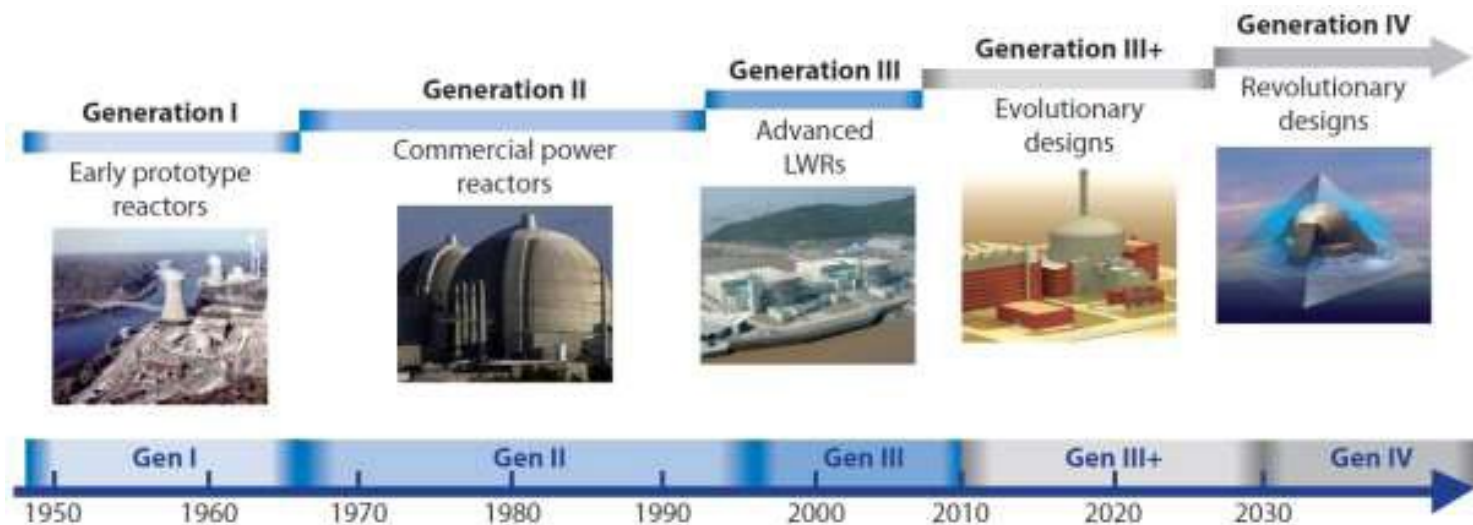 Generation I
Early prototype
reactors
Generation II
Commercial power
reactors
Generation III
Advanced
LWRs
Generation III+
Evolutionary
designs
Generation IV
Revolutionary
designs
Gen I
Gen II
Gen III
Gen III+
Gen IV
1950 1960 1970 1980 1990 2000 2010 2020 2030